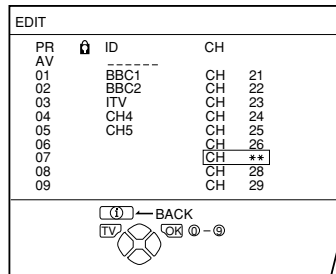 EDIT
PR ID CH
AV ------
01 BBC1 CH 21
02 BBC2 CH 22
03 ITV CH 23
04 CH4 CH 24
05 CH5 CH 25
06 CH 26
07 CH **
08 CH 28
09 CH 29
i BACK
TV OK 0 – 9